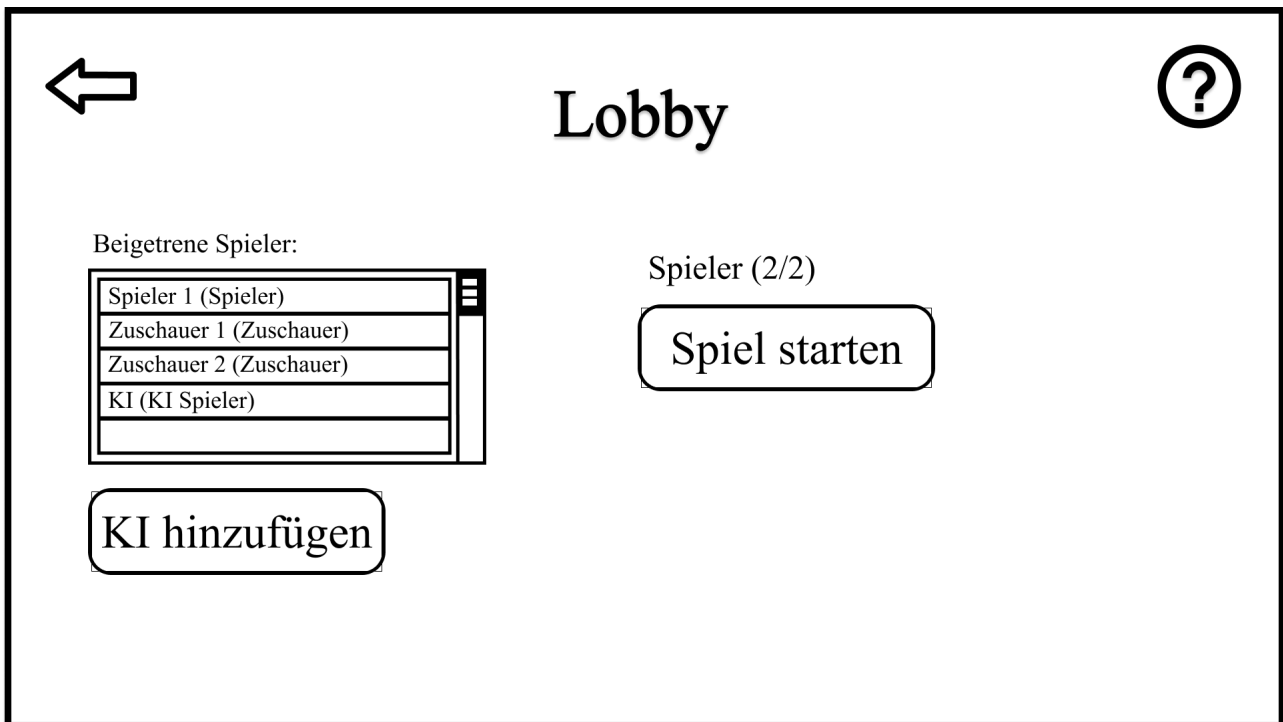 ?
Lobby
Beigetrene Spieler:
Spieler 1 (Spieler)
Zuschauer 1 (Zuschauer)
Zuschauer 2 (Zuschauer)
KI (KI Spieler)
KI hinzufügen
Spieler (2/2)
Spiel starten